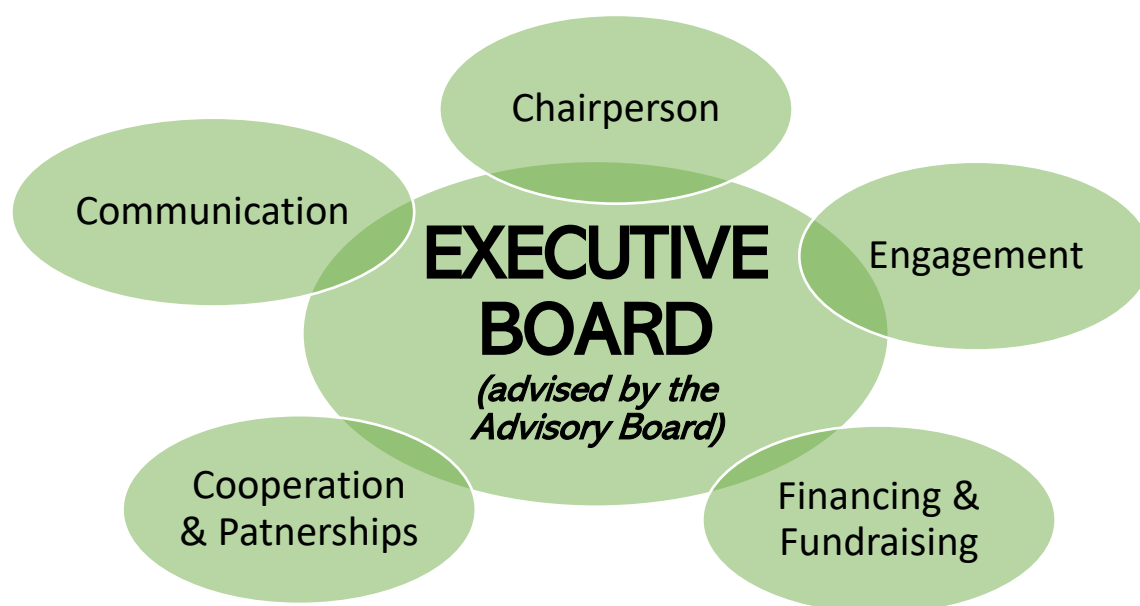 Chairperson
Communication
Engagement
EXECUTIVE
BOARD
(advised by the
Advisory Board)
Cooperation
& Patnerships
Financing &
Fundraising